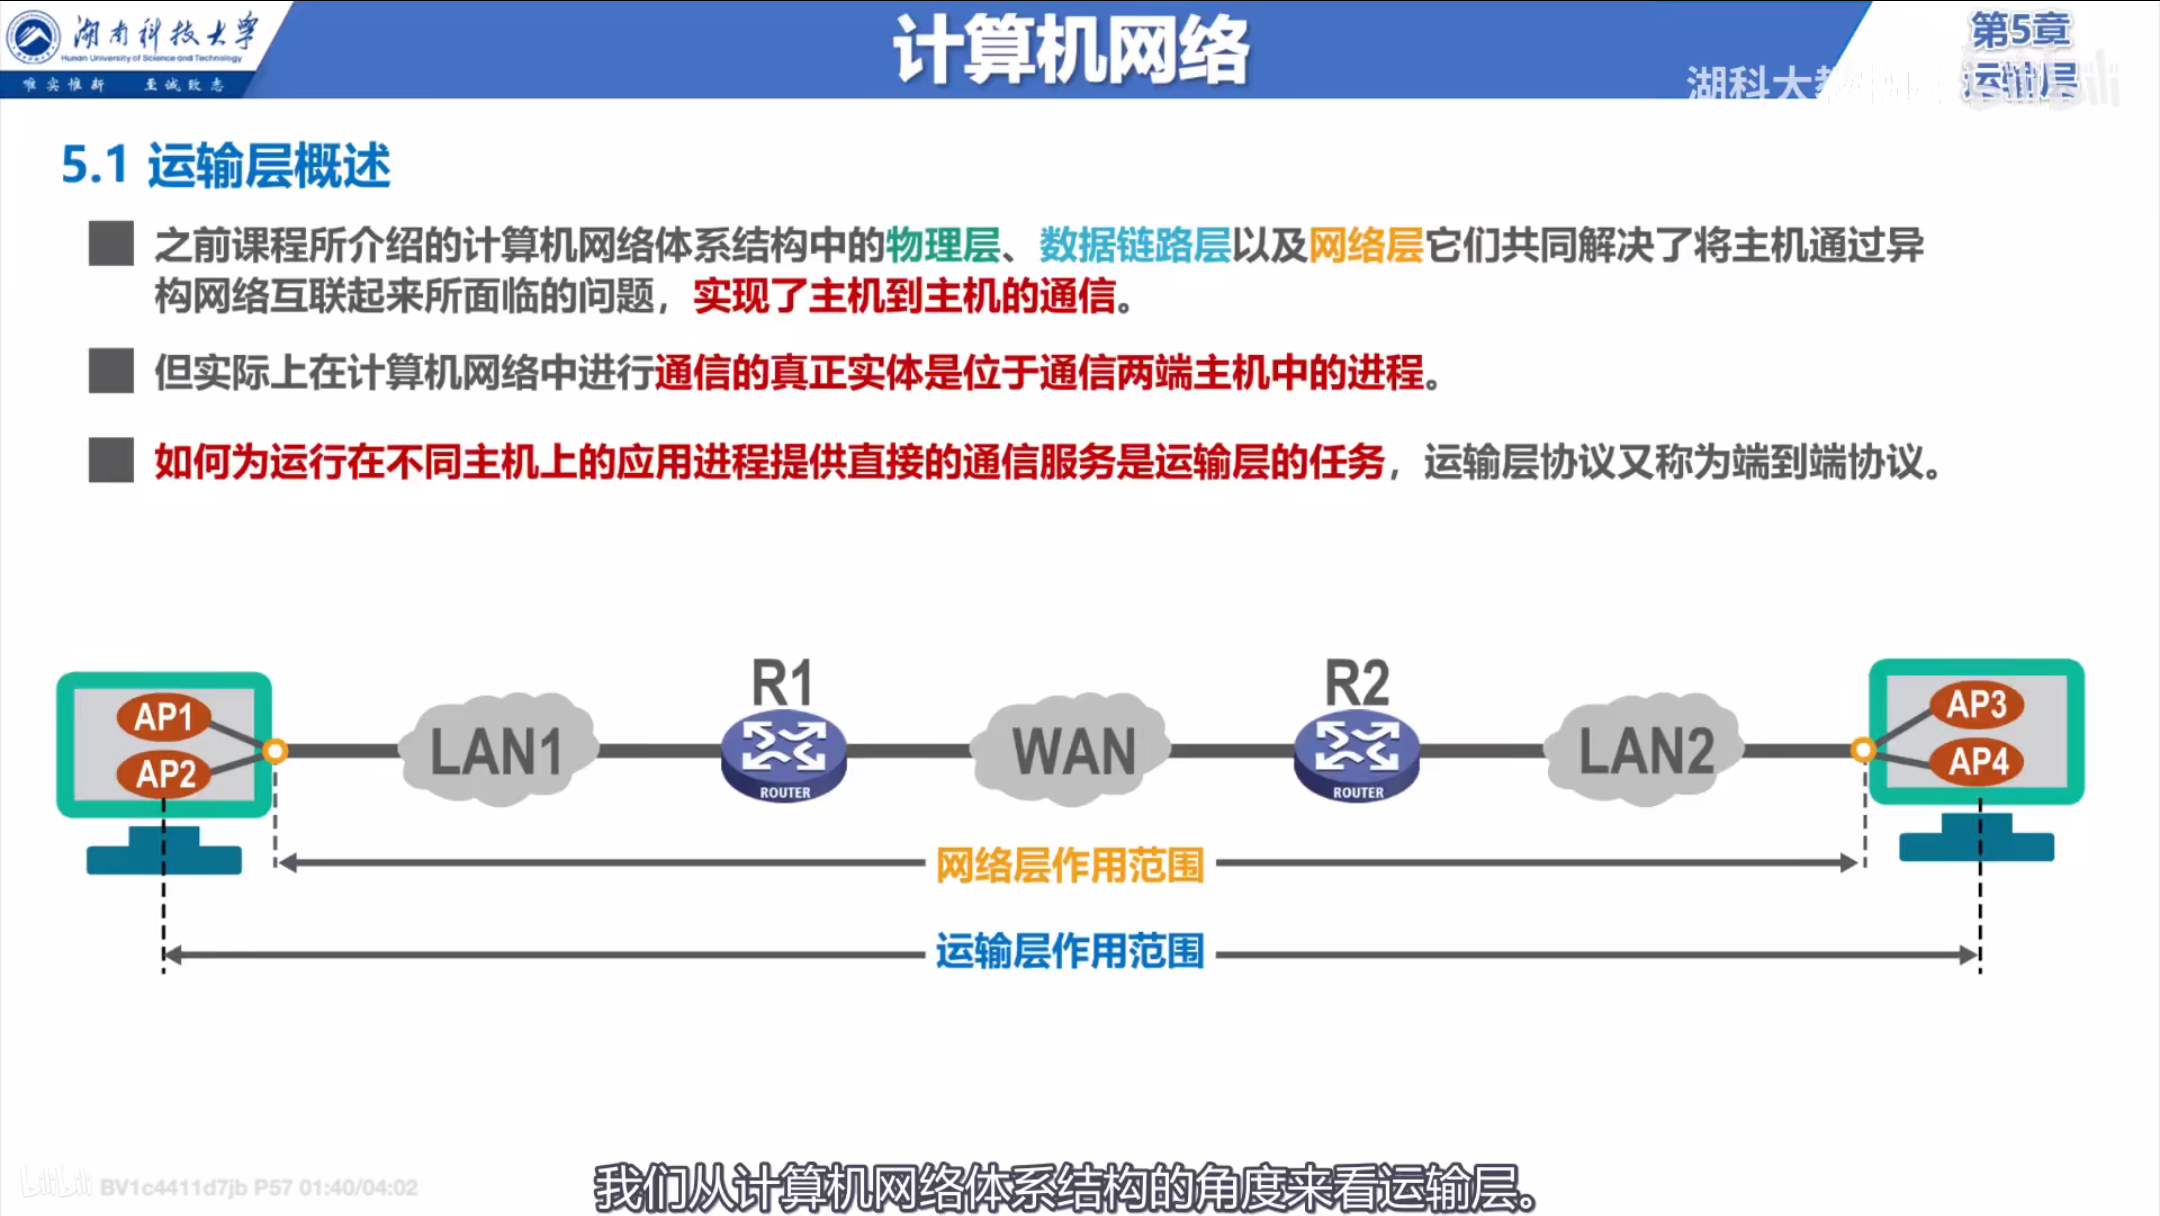 湖南科技大学
Hunan University of Science and Technology
唯实惟新 至诚致志
计算机网络
第5章
运输层
湖科大教
5.1 运输层概述
之前课程所介绍的计算机网络体系结构中的物理层、数据链路层以及网络层它们共同解决了将主机通过异
构网络互联起来所面临的问题，实现了主机到主机的通信。
但实际上在计算机网络中进行通信的真正实体是位于通信两端主机中的进程。
如何为运行在不同主机上的应用进程提供直接的通信服务是运输层的任务，运输层协议又称为端到端协议。
R1
R2
AP1
AP2
LAN1
ROUTER
WAN
ROUTER
LAN2
AP3
AP4
网络层作用范围
运输层作用范围
bilibili BV1c4411d7jb P57 01:40/04:02
我们从计算机网络体系结构的角度来看运输层。